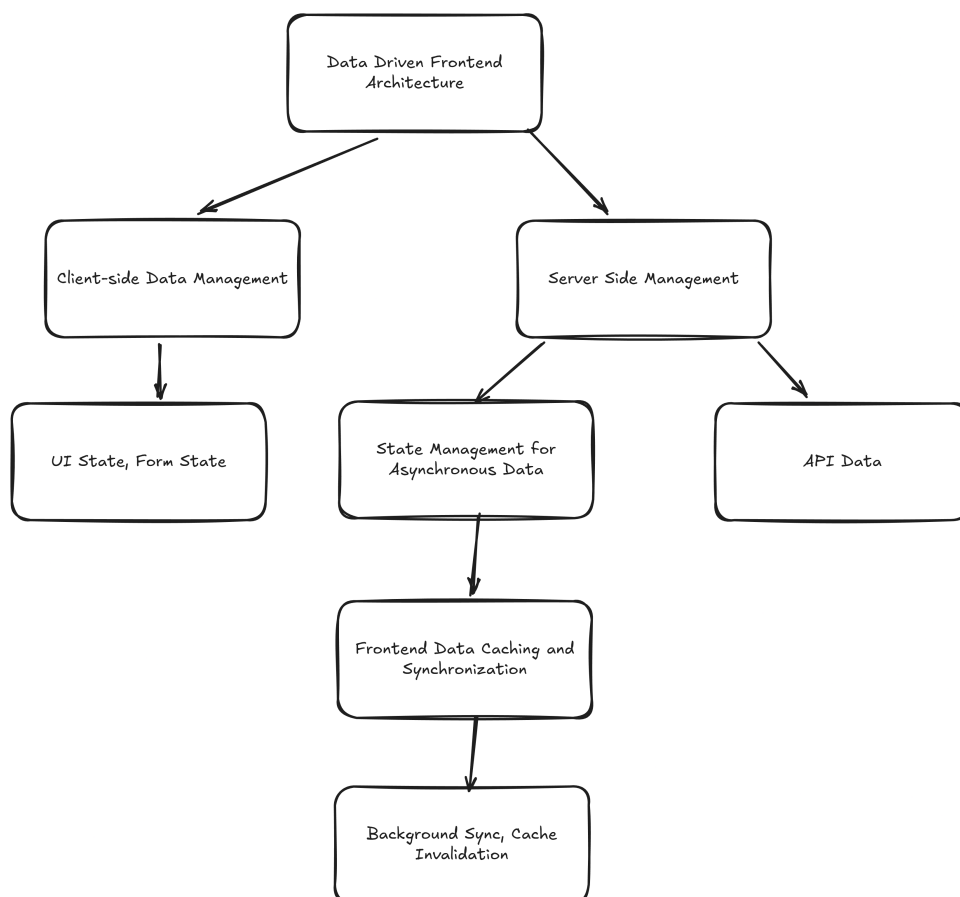 Data Driven Frontend
Architecture
Client-side Data Management
Server Side Management
UI State, Form State
State Management for
Asynchronous Data
API Data
Frontend Data Caching and
Synchronization
Background Sync, Cache
Invalidation